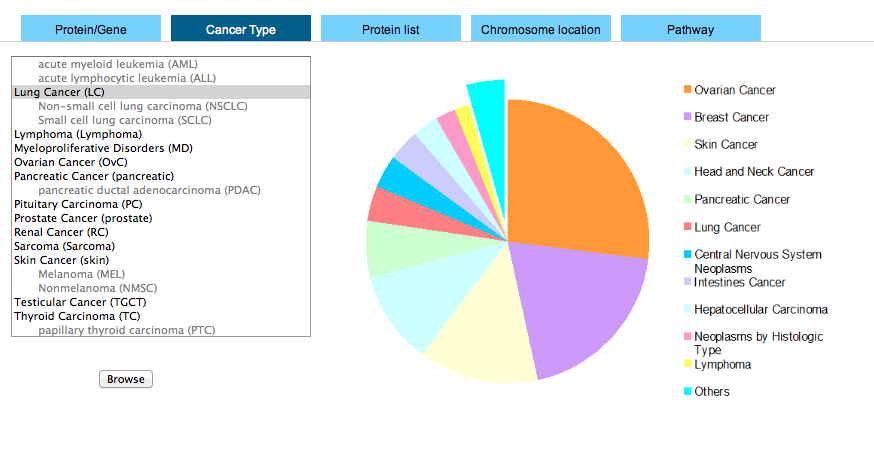 Protein/Gene
Cancer Type
Protein list
Chromosome location
Pathway
acute myeloid leukemia (AML)
acute lymphocytic leukemia (ALL)
Lung Cancer (LC)
Non-small cell lung carcinoma (NSCLC)
Small cell lung carcinoma (SCLC)
Lymphoma (Lymphoma)
Myeloproliferative Disorders (MD)
Ovarian Cancer (OvC)
Pancreatic Cancer (pancreatic)
pancreatic ductal adenocarcinoma (PDAC)
Pituitary Carcinoma (PC)
Prostate Cancer (prostate)
Renal Cancer (RC)
Sarcoma (Sarcoma)
Skin Cancer (skin)
Melanoma (MEL)
Nonmelanoma (NMSC)
Testicular Cancer (TGCT)
Thyroid Carcinoma (TC)
papillary thyroid carcinoma (PTC)
Browse
Ovarian Cancer
Breast Cancer
Skin Cancer
Head and Neck Cancer
Pancreatic Cancer
Lung Cancer
Central Nervous System
Neoplasms
Intestines Cancer
Hepatocellular Carcinoma
Neoplasms by Histologic
Type
Lymphoma
Others